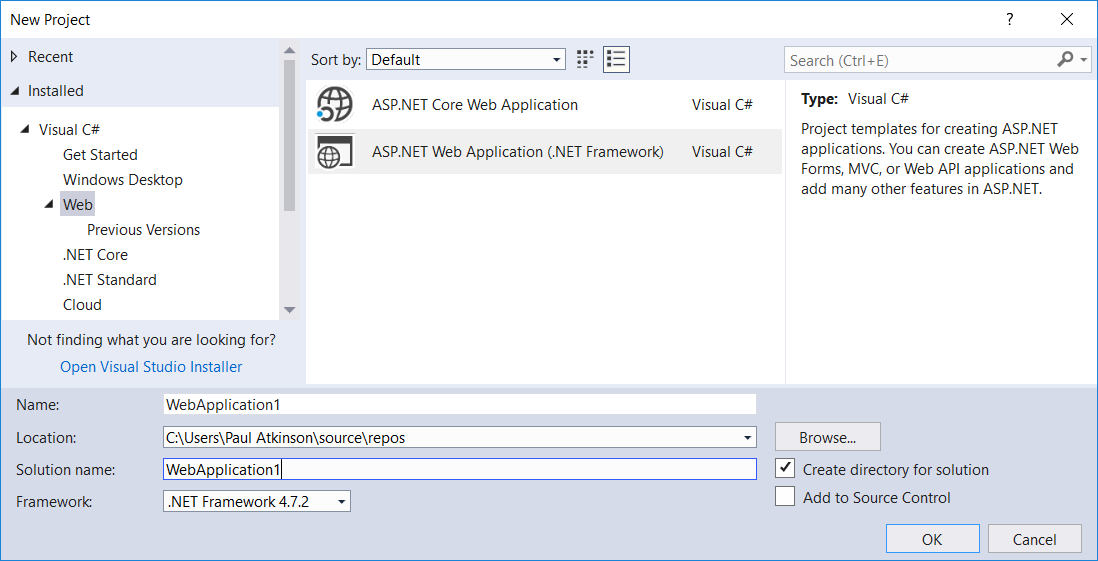 New Project
?
Recent
Installed
Visual C#
Get Started
Windows Desktop
Web
Previous Versions
.NET Core
.NET Standard
Cloud
Not finding what you are looking for?
Open Visual Studio Installer
Sort by: Default
Search (Ctrl+E)
ASP.NET Core Web Application Visual C#
ASP.NET Web Application (.NET Framework) Visual C#
Type: Visual C#
Project templates for creating ASP.NET
applications. You can create ASP.NET Web
Forms, MVC, or Web API applications and
add many other features in ASP.NET.
Name: WebApplication1
Location: C:\Users\Paul Atkinson\source\repos Browse...
Solution name: WebApplication1 Create directory for solution
Framework: .NET Framework 4.7.2 Add to Source Control
OK Cancel